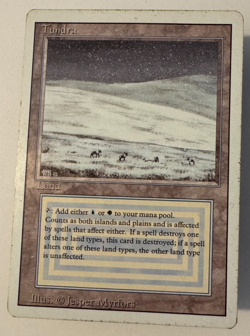 Tundra
Land
: Add either or to your mana pool.
Counts as both islands and plains and is affected
by spells that affect either. If a spell destroys one
of these land types, this card is destroyed; if a spell
alters one of these land types, the other land type
is unaffected.
Illus. © Jesper Myrfors